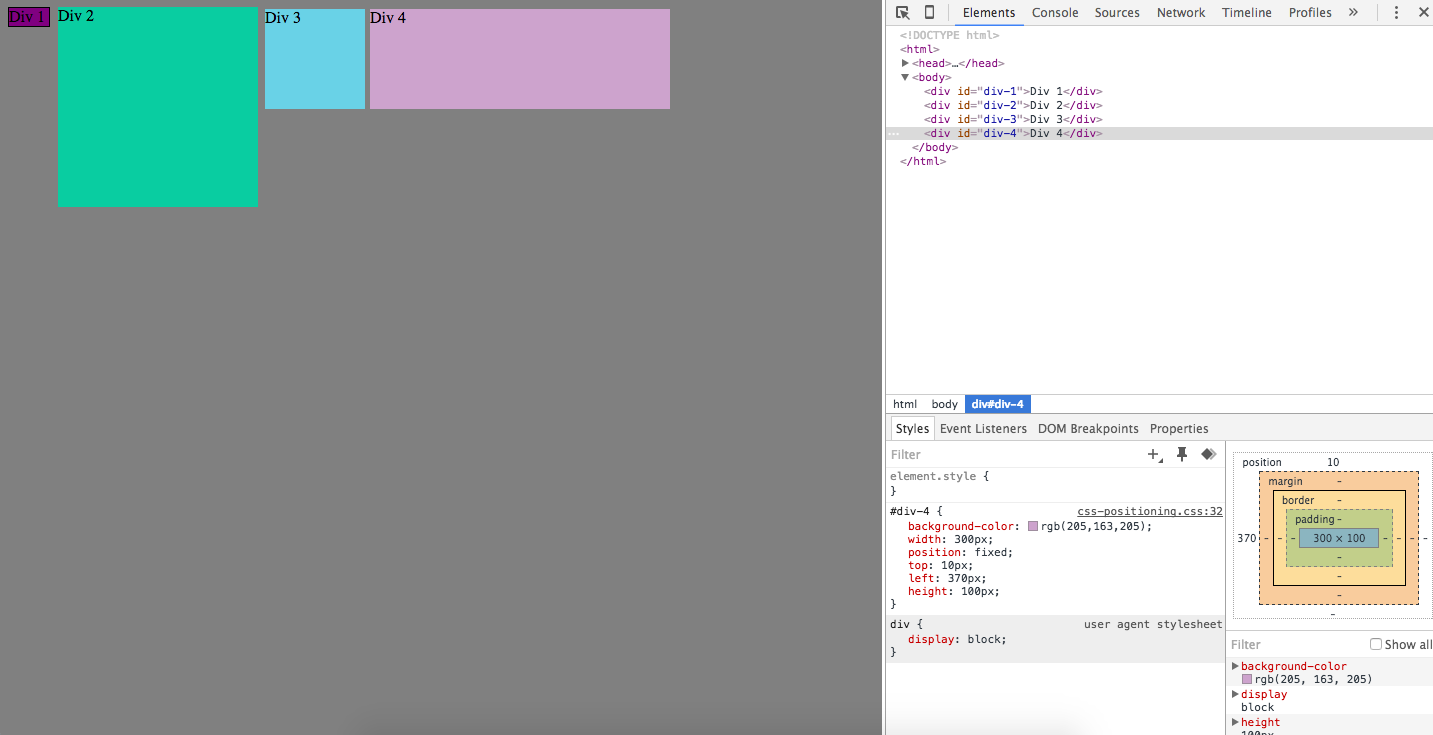 Div 1
Div 2
Div 3
Div 4
Elements Console Sources Network Timeline Profiles »
<!DOCTYPE html>
<html>
<head>…</head>
<body>
<div id="div-1">Div 1</div>
<div id="div-2">Div 2</div>
<div id="div-3">Div 3</div>
<div id="div-4">Div 4</div>
</body>
</html>
html body div#div-4
Styles Event Listeners DOM Breakpoints Properties
Filter
element.style {
}
#div-4 { css-positioning.css:32
background-color: rgb(205,163,205);
width: 300px;
position: fixed;
top: 10px;
left: 370px;
height: 100px;
}
div { user agent stylesheet
display: block;
}
position 10
margin -
border -
padding -
370 - - - 300 × 100 - - - -
-
-
-
-
Filter Show all
background-color
rgb(205, 163, 205)
display
block
height
100px